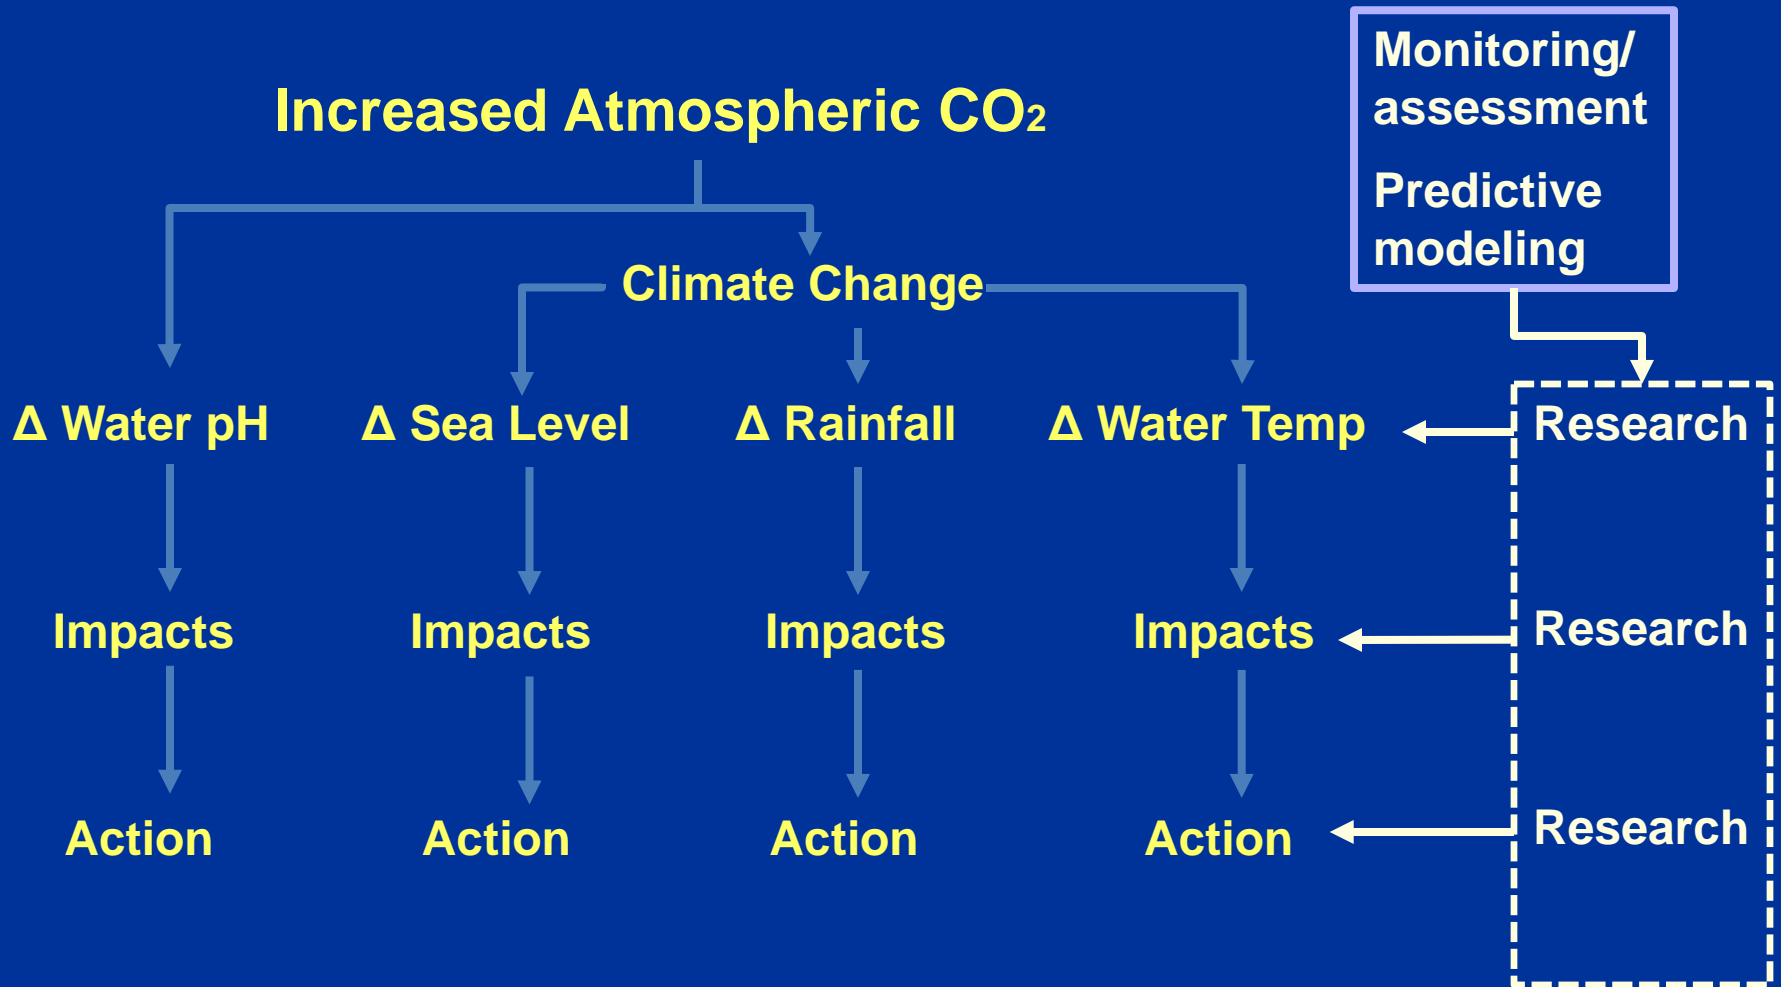 Increased Atmospheric CO₂
Monitoring/
assessment
Predictive
modeling
Climate Change
Δ Water pH
Δ Sea Level
Δ Rainfall
Δ Water Temp
Research
Impacts
Impacts
Impacts
Impacts
Research
Action
Action
Action
Action
Research